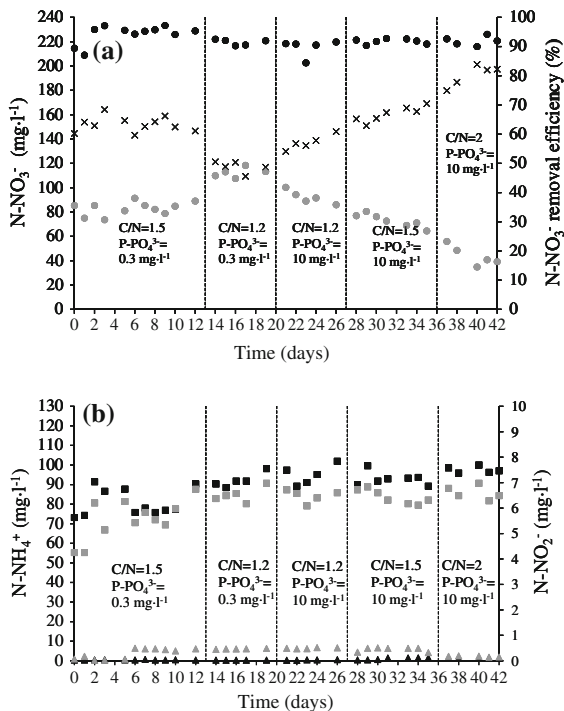 (a)
N-NO₃⁻ (mg·l⁻¹)
240
220
200
180
160
140
120
100
80
60
40
20
0
100
90
80
70
60
50
40
30
20
10
0
N-NO₃⁻ removal efficiency (%)
C/N=1.5
P-PO₄³⁻=
0.3 mg·l⁻¹
C/N=1.2
P-PO₄³⁻=
0.3 mg·l⁻¹
C/N=1.2
P-PO₄³⁻=
10 mg·l⁻¹
C/N=1.5
P-PO₄³⁻=
10 mg·l⁻¹
C/N=2
P-PO₄³⁻=
10 mg·l⁻¹
0 2 4 6 8 10 12 14 16 18 20 22 24 26 28 30 32 34 36 38 40 42
Time (days)
(b)
N-NH₄⁺ (mg·l⁻¹)
130
120
110
100
90
80
70
60
50
40
30
20
10
0
10
9
8
7
6
5
4
3
2
1
0
N-NO₂⁻ (mg·l⁻¹)
C/N=1.5
P-PO₄³⁻=
0.3 mg·l⁻¹
C/N=1.2
P-PO₄³⁻=
0.3 mg·l⁻¹
C/N=1.2
P-PO₄³⁻=
10 mg·l⁻¹
C/N=1.5
P-PO₄³⁻=
10 mg·l⁻¹
C/N=2
P-PO₄³⁻=
10 mg·l⁻¹
0 2 4 6 8 10 12 14 16 18 20 22 24 26 28 30 32 34 36 38 40 42
Time (days)